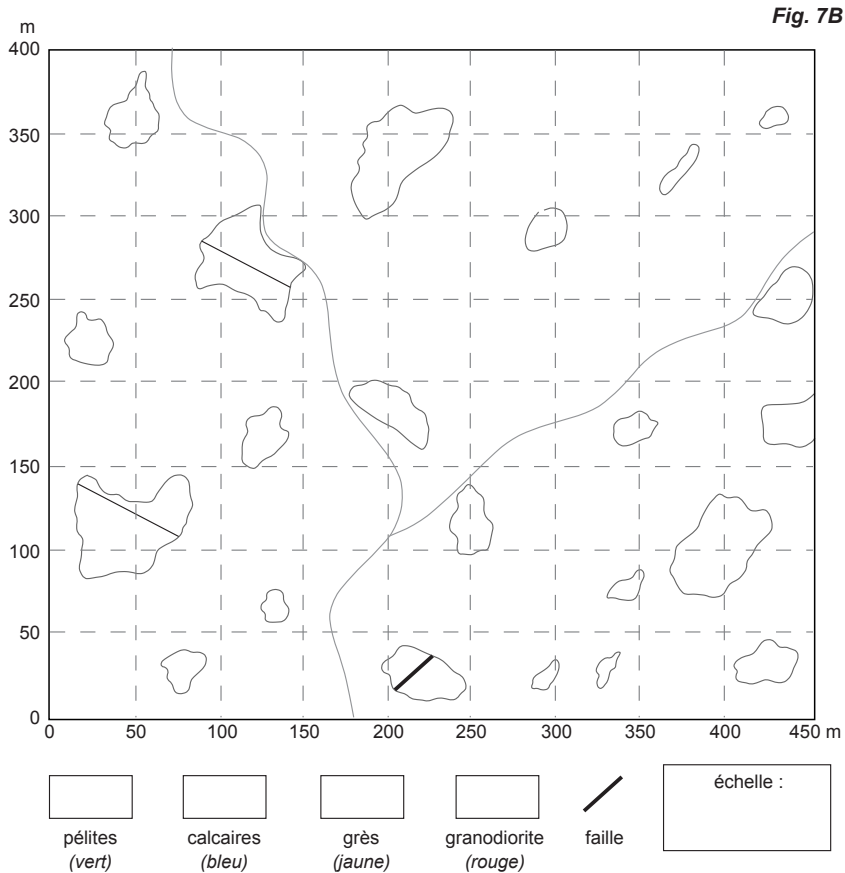 Fig. 7B
m
400
350
300
250
200
150
100
50
0
0 50 100 150 200 250 300 350 400 450 m
échelle :
pélites calcaires grès granodiorite faille
(vert) (bleu) (jaune) (rouge)